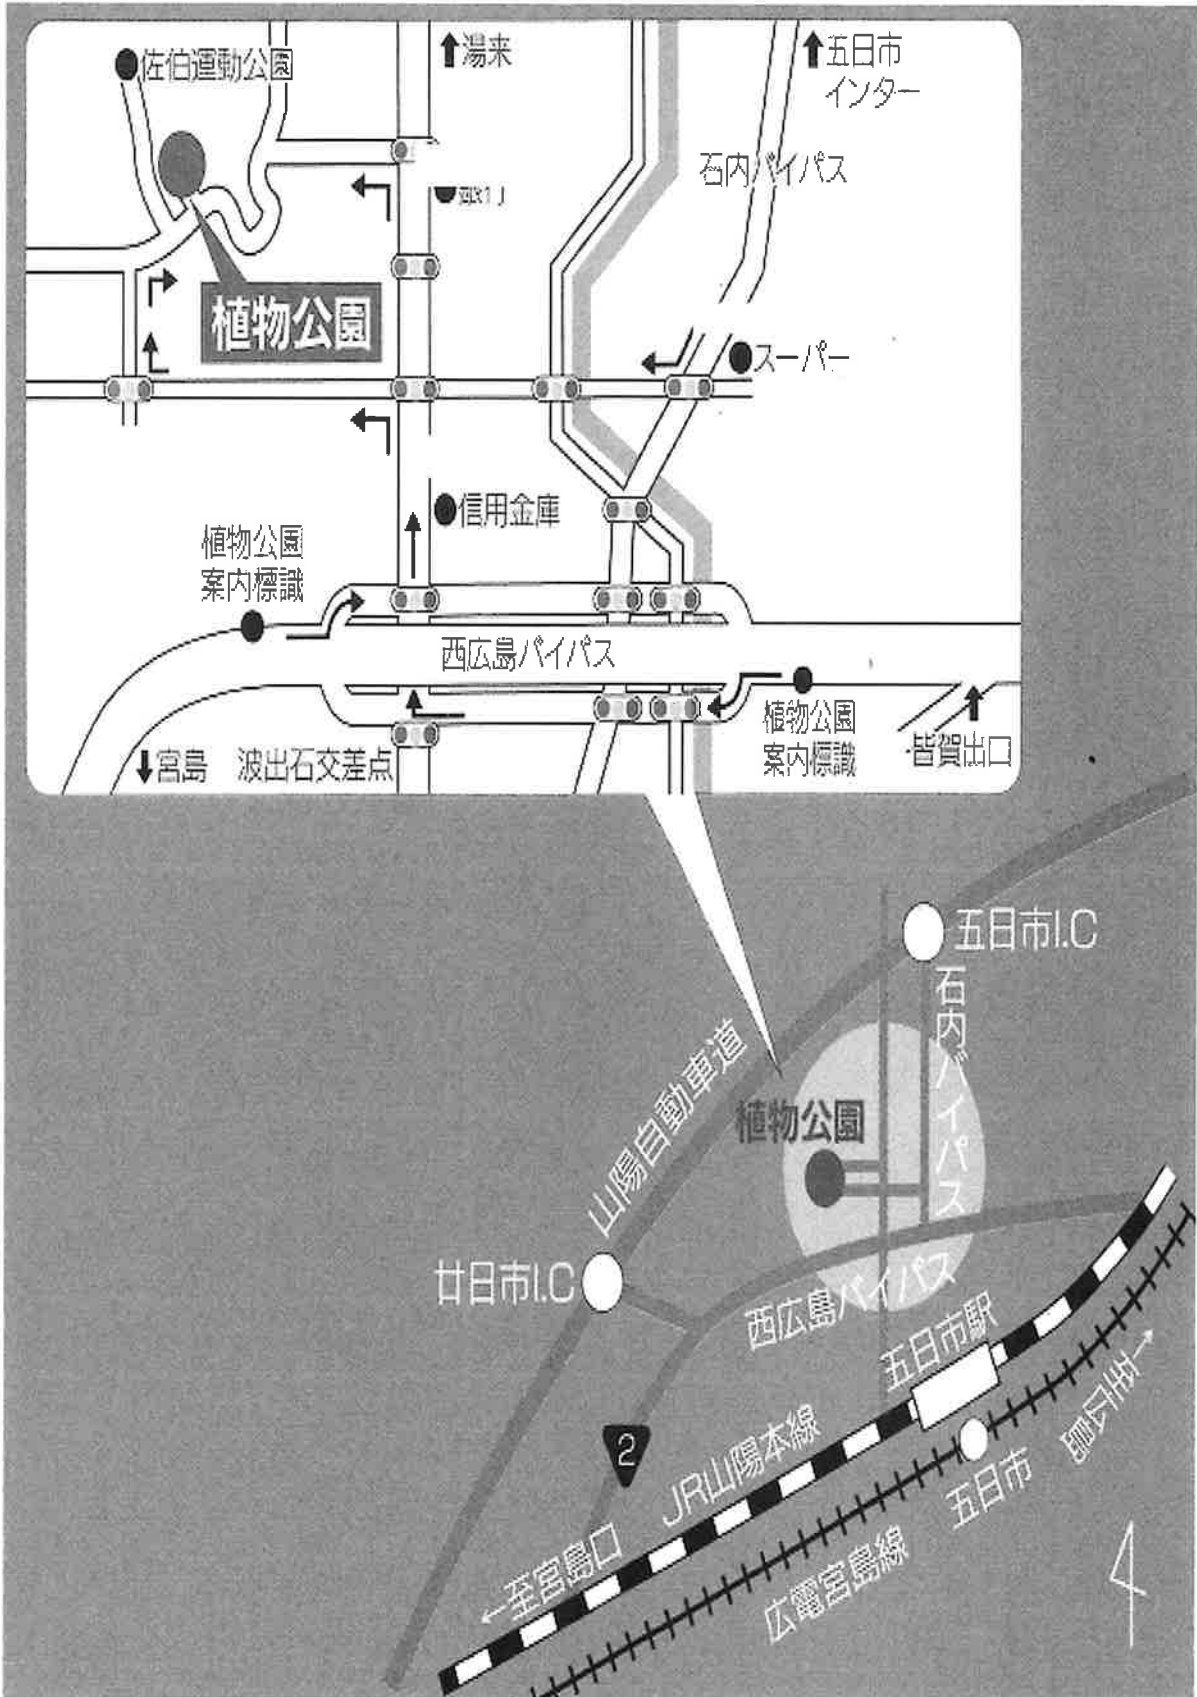 佐伯運動公園
湯来
五日市
インター
石内バイパス
植物公園
スーパー
信用金庫
植物公園
案内標識
西広島バイパス
植物公園
案内標識
皆賀出口
宮島
波出石交差点
五日市I.C
石内バイパス
山陽自動車道
植物公園
廿日市I.C
西広島バイパス
五日市駅
2
JR山陽本線
五日市
←至宮島口
広電宮島線